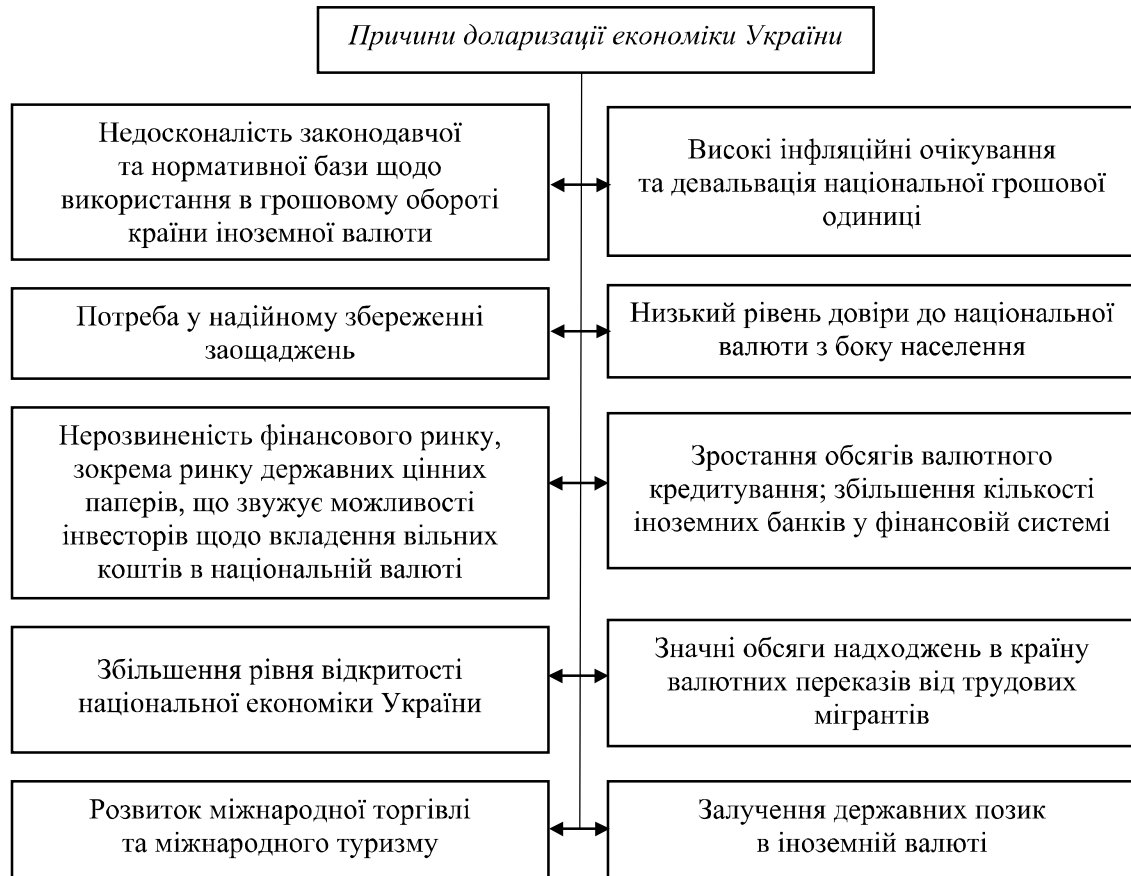 Причини доларизації економіки України
Недосконалість законодавчої
та нормативної бази щодо
використання в грошовому обороті
країни іноземної валюти
Високі інфляційні очікування
та девальвація національної грошової
одиниці
Потреба у надійному збереженні
заощаджень
Низький рівень довіри до національної
валюти з боку населення
Нерозвиненість фінансового ринку,
зокрема ринку державних цінних
паперів, що звужує можливості
інвесторів щодо вкладення вільних
коштів в національній валюті
Зростання обсягів валютного
кредитування; збільшення кількості
іноземних банків у фінансовій системі
Збільшення рівня відкритості
національної економіки України
Значні обсяги надходжень в країну
валютних переказів від трудових
мігрантів
Розвиток міжнародної торгівлі
та міжнародного туризму
Залучення державних позик
в іноземній валюті